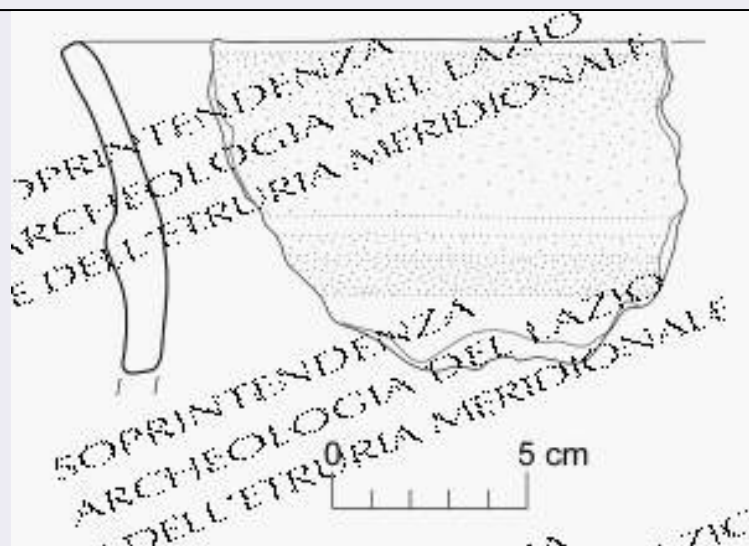 SOPRINTENDENZA
ARCHEOLOGIA DEL LAZIO
E DELL'ETRURIA MERIDIONALE
SOPRINTENDENZA
ARCHEOLOGIA DEL LAZIO
DELL'ETRURIA MERIDIONALE
0 5 cm